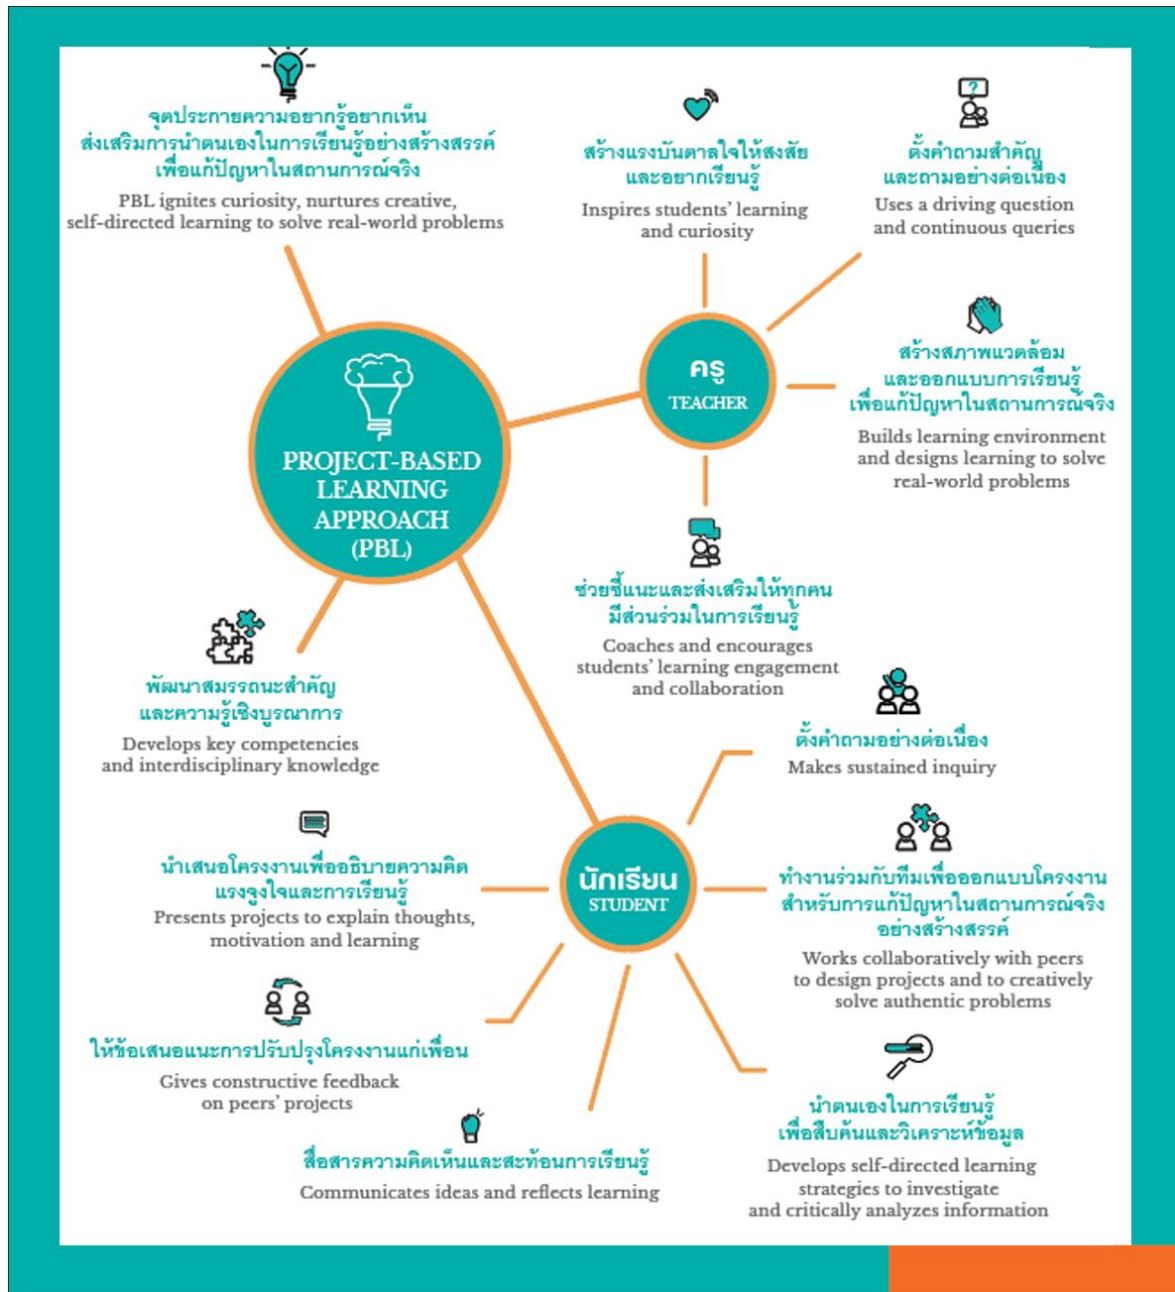 จุดประกายความอยากรู้อยากเห็น
ส่งเสริมการนำตนเองในการเรียนรู้อย่างสร้างสรรค์
เพื่อแก้ปัญหาในสถานการณ์จริง
PBL ignites curiosity, nurtures creative,
self-directed learning to solve real-world problems
สร้างแรงบันดาลใจให้สงสัย
และอยากเรียนรู้
Inspires students’ learning
and curiosity
?
ตั้งคำถามสำคัญ
และถามอย่างต่อเนื่อง
Uses a driving question
and continuous queries
ครู
TEACHER
สร้างสภาพแวดล้อม
และออกแบบการเรียนรู้
เพื่อแก้ปัญหาในสถานการณ์จริง
Builds learning environment
and designs learning to solve
real-world problems
PROJECT-BASED
LEARNING
APPROACH
(PBL)
ช่วยชี้แนะและส่งเสริมให้ทุกคน
มีส่วนร่วมในการเรียนรู้
Coaches and encourages
students’ learning engagement
and collaboration
พัฒนาสมรรถนะสำคัญ
และความรู้เชิงบูรณาการ
Develops key competencies
and interdisciplinary knowledge
ตั้งคำถามอย่างต่อเนื่อง
Makes sustained inquiry
นำเสนอโครงงานเพื่ออธิบายความคิด
แรงจูงใจและการเรียนรู้
Presents projects to explain thoughts,
motivation and learning
นักเรียน
STUDENT
ทำงานร่วมกับทีมเพื่อออกแบบโครงงาน
สำหรับการแก้ปัญหาในสถานการณ์จริง
อย่างสร้างสรรค์
Works collaboratively with peers
to design projects and to creatively
solve authentic problems
ให้ข้อเสนอแนะการปรับปรุงโครงงานแก่เพื่อน
Gives constructive feedback
on peers’ projects
นำตนเองในการเรียนรู้
เพื่อสืบค้นและวิเคราะห์ข้อมูล
Develops self-directed learning
strategies to investigate
and critically analyzes information
สื่อสารความคิดเห็นและสะท้อนการเรียนรู้
Communicates ideas and reflects learning